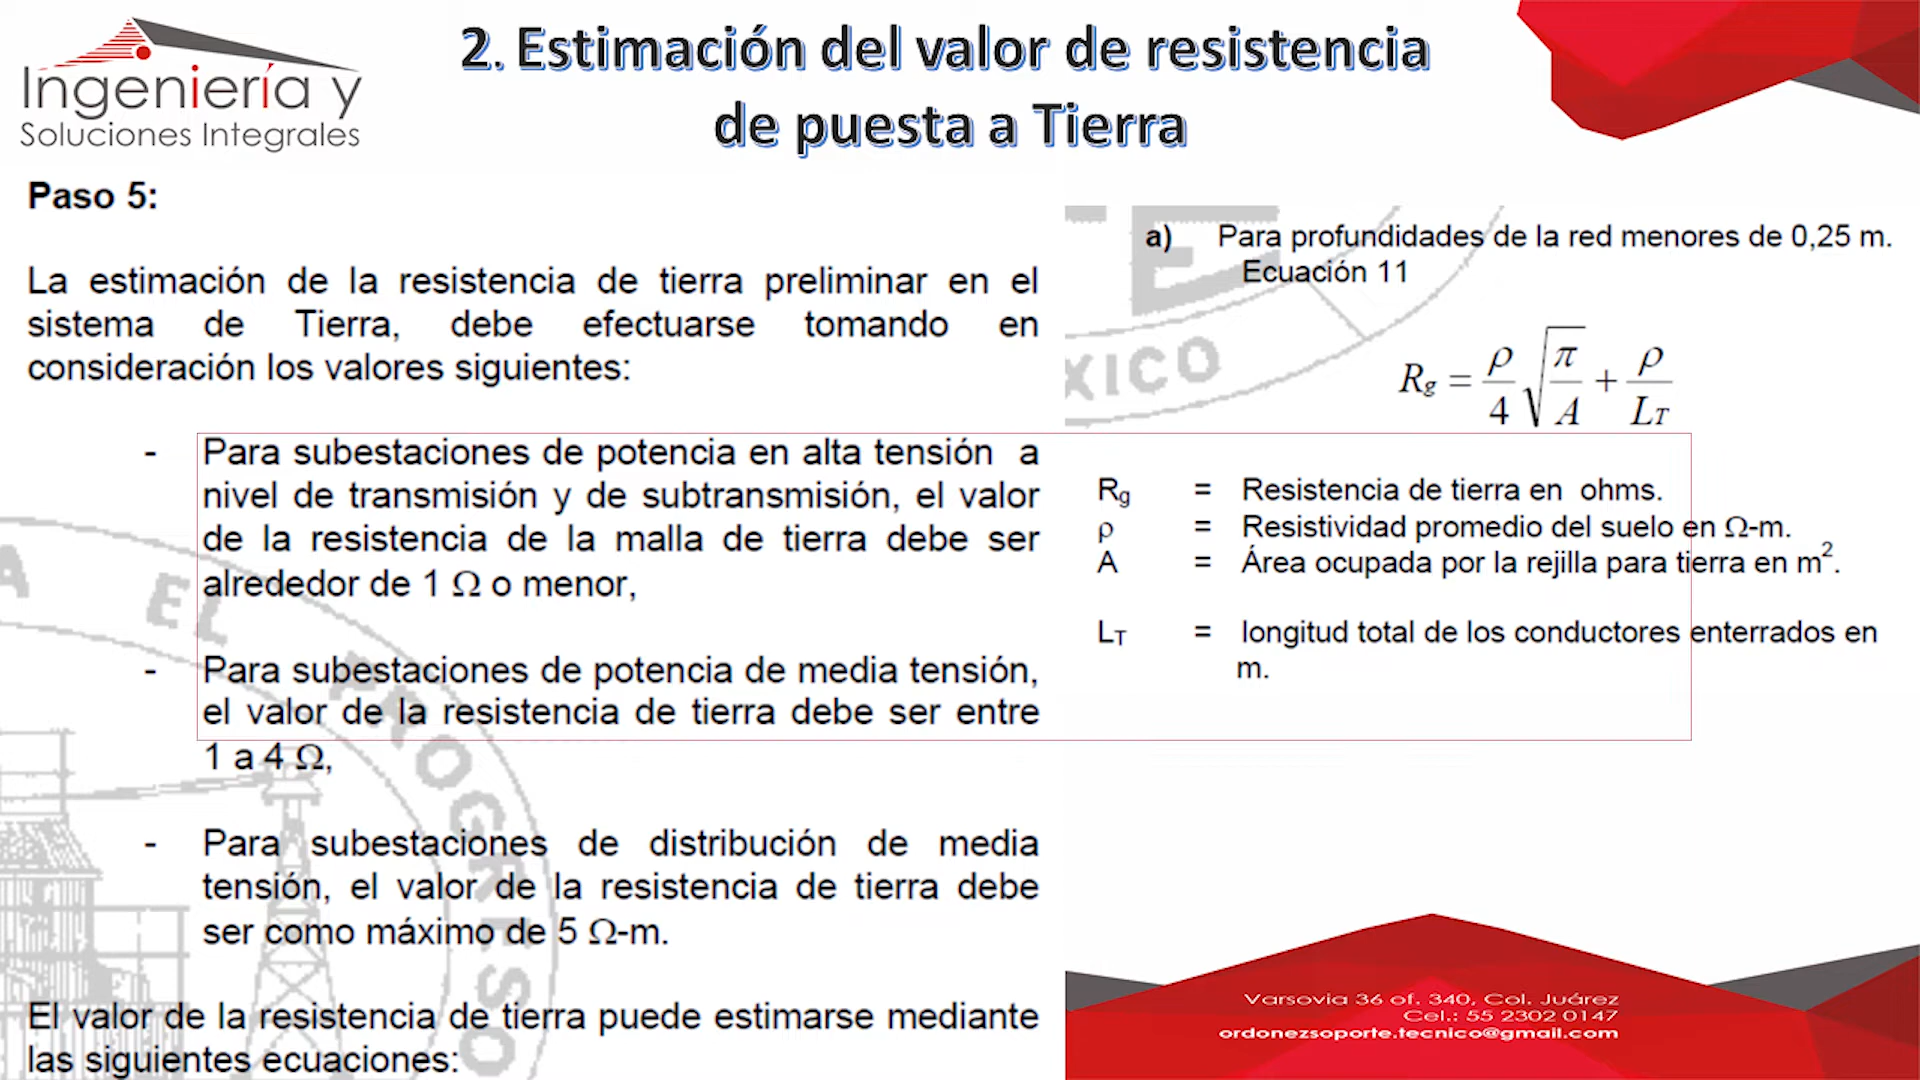 Ingeniería y
Soluciones Integrales
2. Estimación del valor de resistencia
de puesta a Tierra
Paso 5:
La estimación de la resistencia de tierra preliminar en el
sistema de Tierra, debe efectuarse tomando en
consideración los valores siguientes:
- Para subestaciones de potencia en alta tensión a
nivel de transmisión y de subtransmisión, el valor
de la resistencia de la malla de tierra debe ser
alrededor de 1 Ω o menor,
- Para subestaciones de potencia de media tensión,
el valor de la resistencia de tierra debe ser entre
1 a 4 Ω,
- Para subestaciones de distribución de media
tensión, el valor de la resistencia de tierra debe
ser como máximo de 5 Ω-m.
El valor de la resistencia de tierra puede estimarse mediante
las siguientes ecuaciones:
A EL PROGRESO
E
XICO
a) Para profundidades de la red menores de 0,25 m.
Ecuación 11
Rg = ρ/4 √(π/A) + ρ/LT
Rg = Resistencia de tierra en ohms.
ρ = Resistividad promedio del suelo en Ω-m.
A = Área ocupada por la rejilla para tierra en m².
LT = longitud total de los conductores enterrados en
m.
Varsovia 36 of. 340, Col. Juárez
Cel.: 55 2302 0147
ordonezsoporte.tecnico@gmail.com